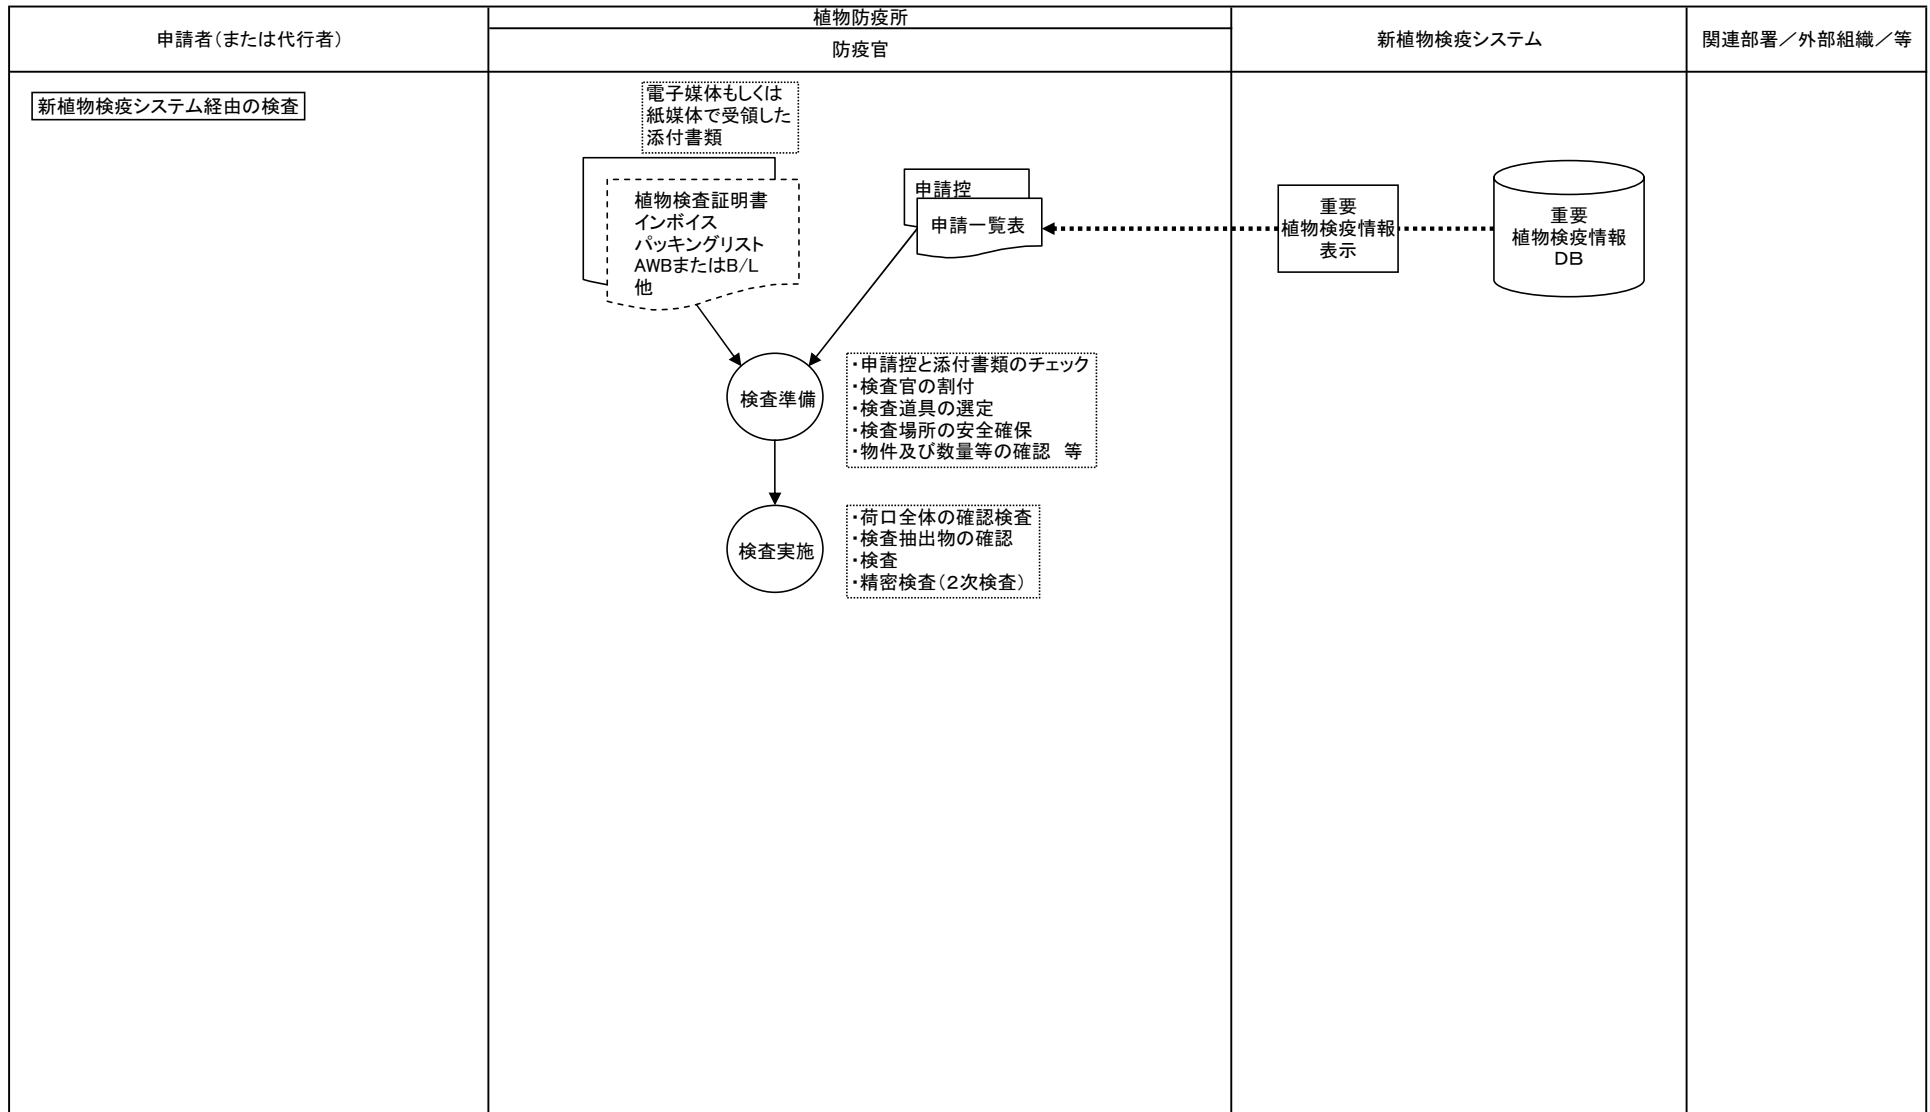 申請者（または代行者）
植物防疫所
防疫官
新植物検疫システム
関連部署／外部組織／等
新植物検疫システム経由の検査
電子媒体もしくは
紙媒体で受領した
添付書類
植物検査証明書
インボイス
パッキングリスト
AWBまたはB/L
他
申請控
申請一覧表
重要
植物検疫情報
表示
重要
植物検疫情報
DB
検査準備
・申請控と添付書類のチェック
・検査官の割付
・検査道具の選定
・検査場所の安全確保
・物件及び数量等の確認　等
検査実施
・荷口全体の確認検査
・検査抽出物の確認
・検査
・精密検査（２次検査）